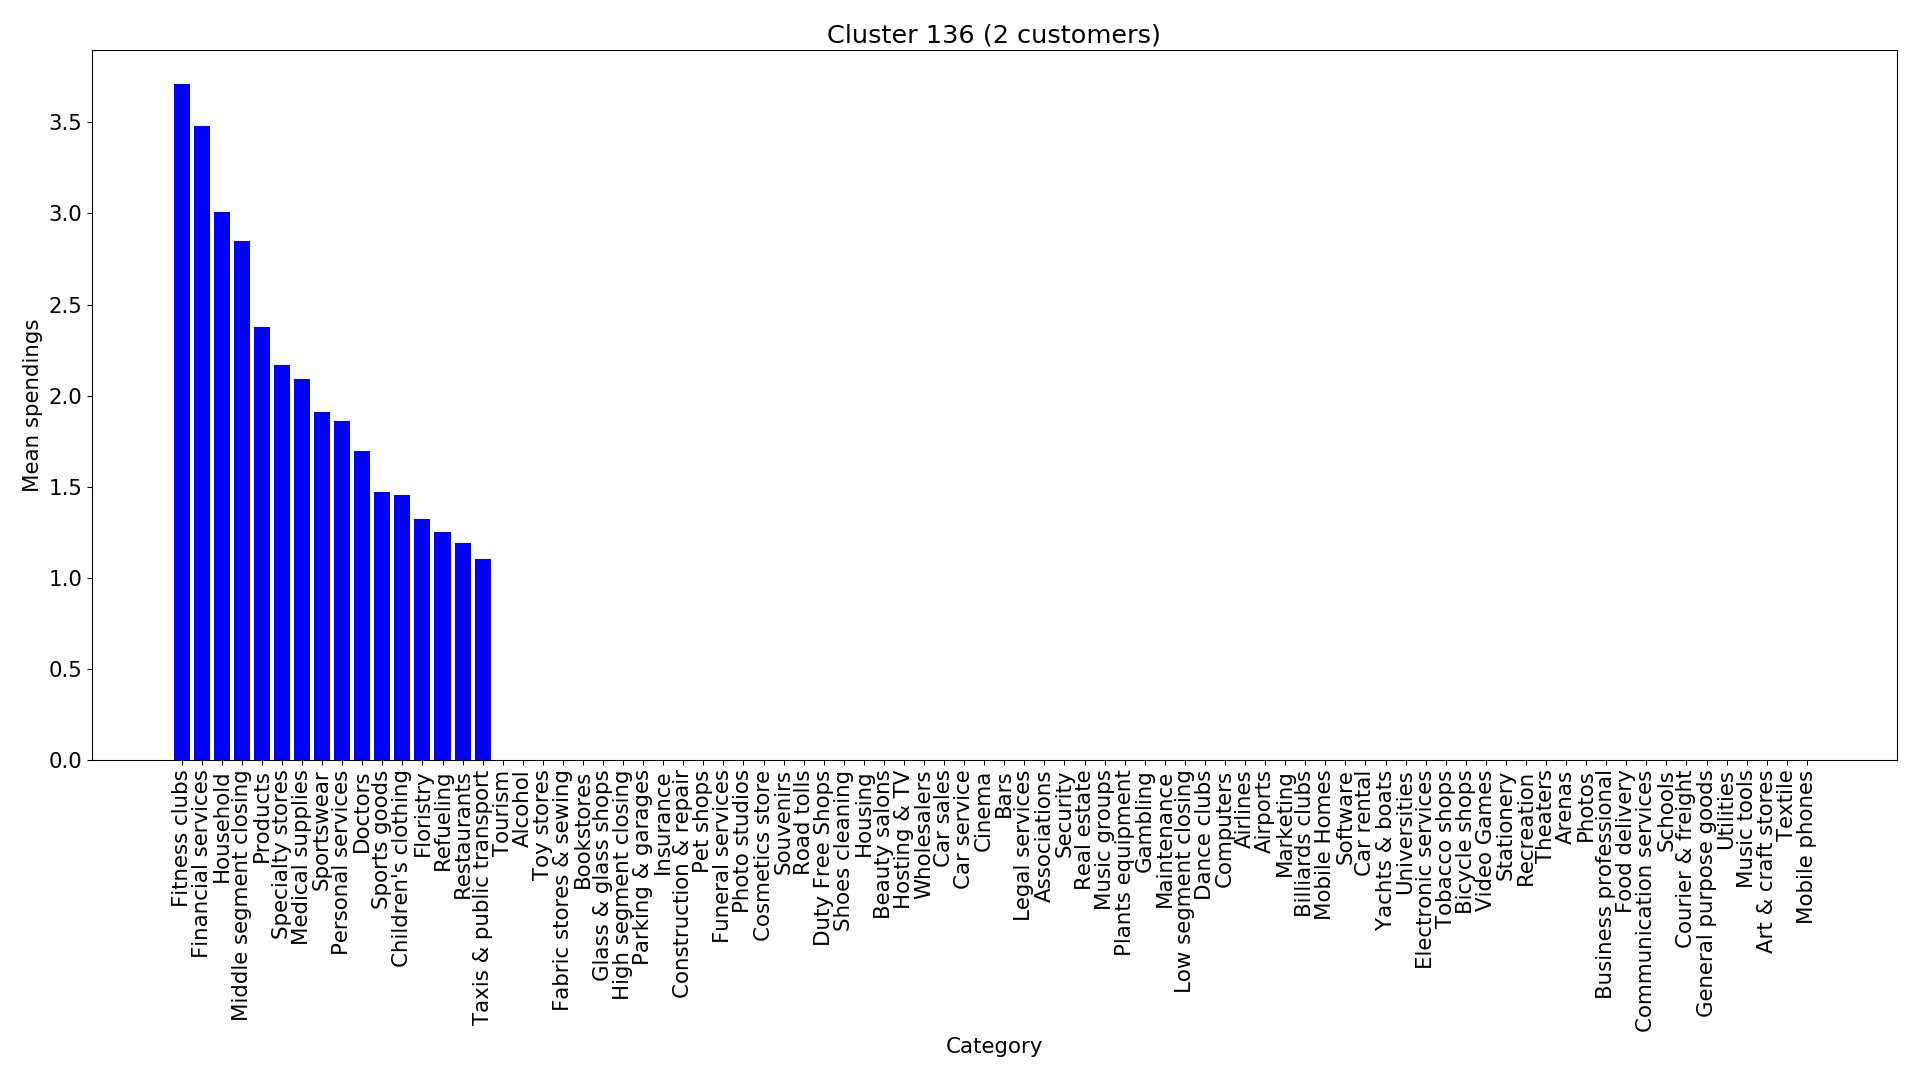 Cluster 136 (2 customers)
Mean spendings
3.5
3.0
2.5
2.0
1.5
1.0
0.5
0.0
Fitness clubs
Financial services
Household
Middle segment closing
Products
Specialty stores
Medical supplies
Sportswear
Personal services
Doctors
Sports goods
Children's clothing
Floristry
Refuelling
Restaurants
Taxis & public transport
Tourism
Alcohol
Toy stores
Fabric stores & sewing
Bookstores
Glass & glass shops
High segment closing
Parking & garages
Insurance
Construction & repair
Pet shops
Funeral services
Photo studios
Cosmetics store
Souvenirs
Road tolls
Duty Free Shops
Shoes cleaning
Housing
Beauty salons
Hosting & TV
Wholesalers
Car sales
Car service
Cinema
Bars
Legal services
Associations
Security
Real estate
Music groups
Plants equipment
Gambling
Maintenance
Low segment closing
Dance clubs
Computers
Airlines
Airports
Marketing
Billiards clubs
Mobile Homes
Software
Car rental
Yachts & boats
Universities
Electronic services
Tobacco shops
Bicycle shops
Video Games
Stationery
Recreation
Theaters
Arenas
Photos
Business professional
Food delivery
Communication services
Schools
Courier & freight
General purpose goods
Utilities
Music tools
Art & craft stores
Textile
Mobile phones
Category